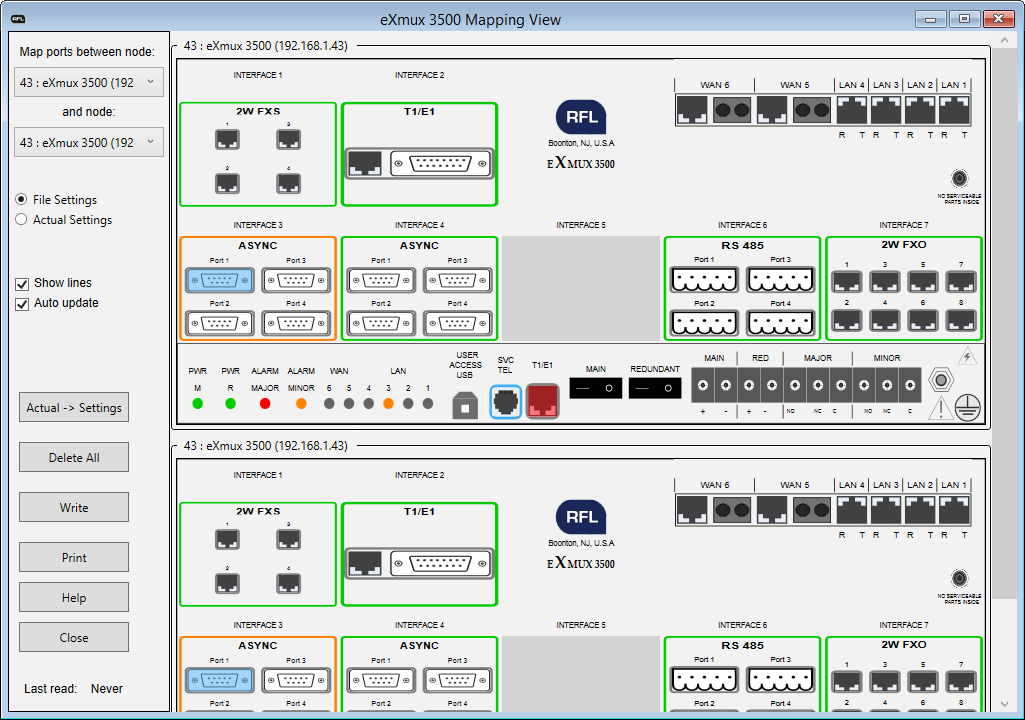 RFL
eXmux 3500 Mapping View
Map ports between node:
43 : eXmux 3500 (192
and node:
43 : eXmux 3500 (192
File Settings
Actual Settings
Show lines
Auto update
Actual -> Settings
Delete All
Write
Print
Help
Close
Last read: Never
43 : eXmux 3500 (192.168.1.43)
INTERFACE 1 INTERFACE 2
WAN 6 WAN 5 LAN 4 LAN 3 LAN 2 LAN 1
2W FXS T1/E1
1 3
2 4
RFL
Boonton, NJ, U.S.A
EXMUX 3500
R T R T R T R T
NO SERVICEABLE
PARTS INSIDE
INTERFACE 3 INTERFACE 4 INTERFACE 5 INTERFACE 6 INTERFACE 7
ASYNC ASYNC RS 485 2W FXO
Port 1 Port 3 Port 1 Port 3 Port 1 Port 3 1 3 5 7
Port 2 Port 4 Port 2 Port 4 Port 2 Port 4 2 4 6 8
PWR PWR ALARM ALARM WAN LAN
M R MAJOR MINOR 6 5 4 3 2 1
USER
ACCESS
USB
SVC
TEL
T1/E1
MAIN REDUNDANT
MAIN RED MAJOR MINOR
+ - + - NO NC C NO NC C
43 : eXmux 3500 (192.168.1.43)
INTERFACE 1 INTERFACE 2
WAN 6 WAN 5 LAN 4 LAN 3 LAN 2 LAN 1
2W FXS T1/E1
1 3
2 4
RFL
Boonton, NJ, U.S.A
EXMUX 3500
R T R T R T R T
NO SERVICEABLE
PARTS INSIDE
INTERFACE 3 INTERFACE 4 INTERFACE 5 INTERFACE 6 INTERFACE 7
ASYNC ASYNC RS 485 2W FXO
Port 1 Port 3 Port 1 Port 3 Port 1 Port 3 1 3 5 7
Port 2 Port 4 Port 2 Port 4 Port 2 Port 4 2 4 6 8